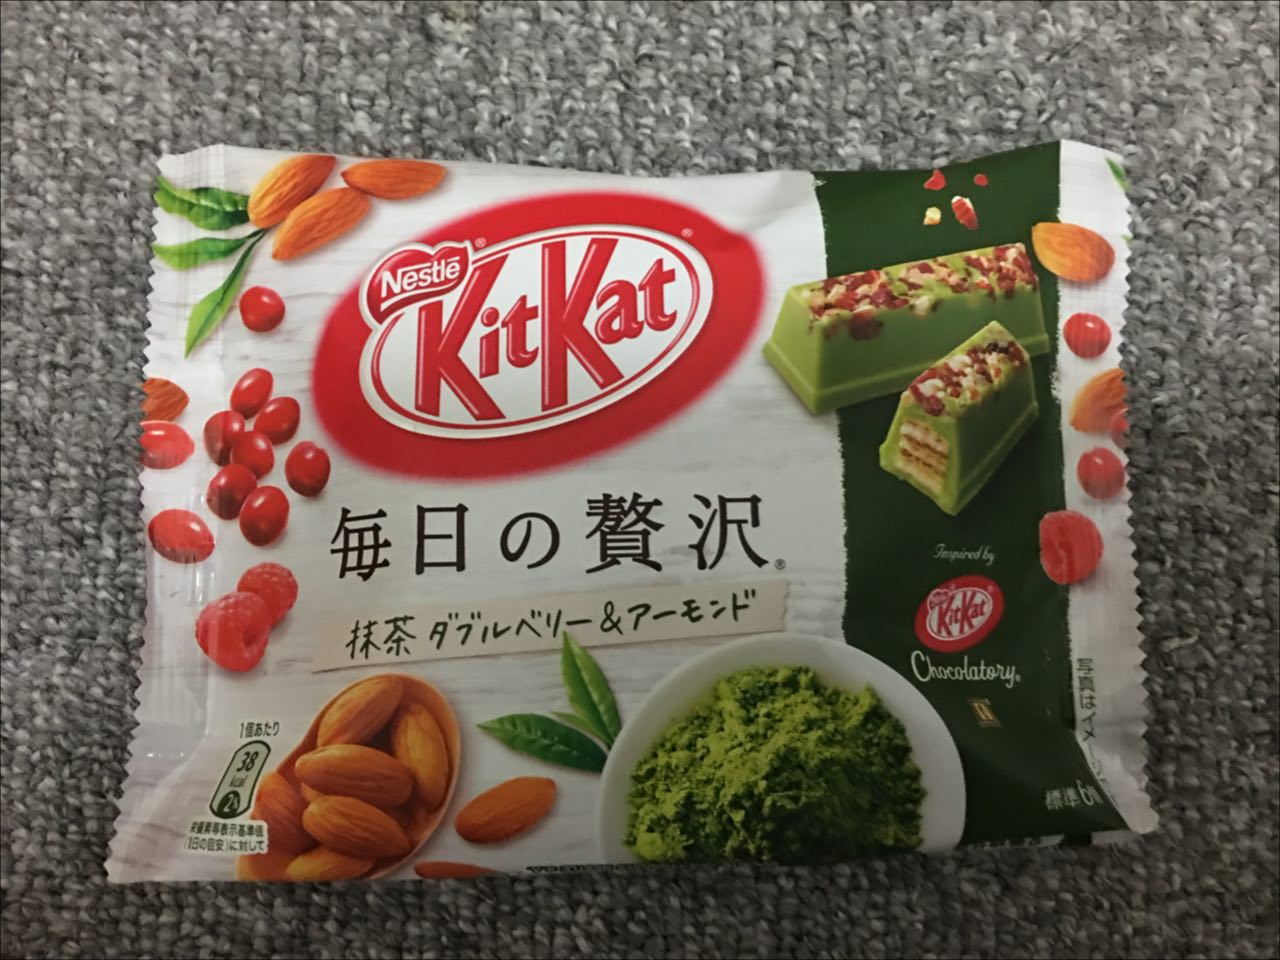 Nestlé
KitKat
毎日の贅沢®
抹茶 ダブルベリー&アーモンド
Inspired by
Nestlé
KitKat
Chocolatory®
1個あたり
38
kcal
2%
栄養素等表示基準値
(1日の目安)に対して
写真はイメージ
標準6